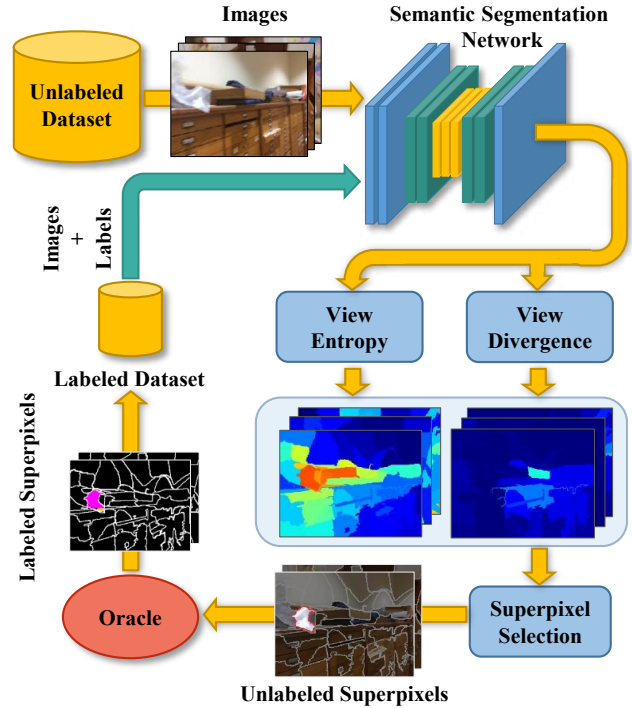 Images
Semantic Segmentation
Network
Unlabeled
Dataset
Images
+
Labels
View
Entropy
View
Divergence
Labeled Dataset
Labeled Superpixels
Oracle
Superpixel
Selection
Unlabeled Superpixels